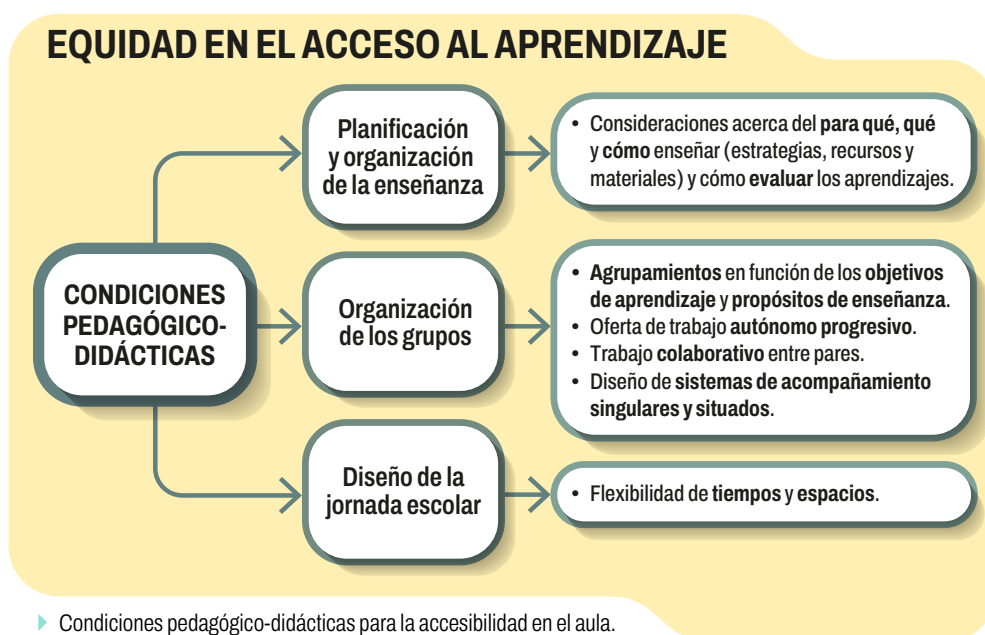 EQUIDAD EN EL ACCESO AL APRENDIZAJE
CONDICIONES
PEDAGÓGICO-
DIDÁCTICAS
Planificación
y organización
de la enseñanza
• Consideraciones acerca del para qué, qué
y cómo enseñar (estrategias, recursos y
materiales) y cómo evaluar los aprendizajes.
Organización
de los grupos
• Agrupamientos en función de los objetivos
de aprendizaje y propósitos de enseñanza.
• Oferta de trabajo autónomo progresivo.
• Trabajo colaborativo entre pares.
• Diseño de sistemas de acompañamiento
singulares y situados.
Diseño de la
jornada escolar
• Flexibilidad de tiempos y espacios.
Condiciones pedagógico-didácticas para la accesibilidad en el aula.